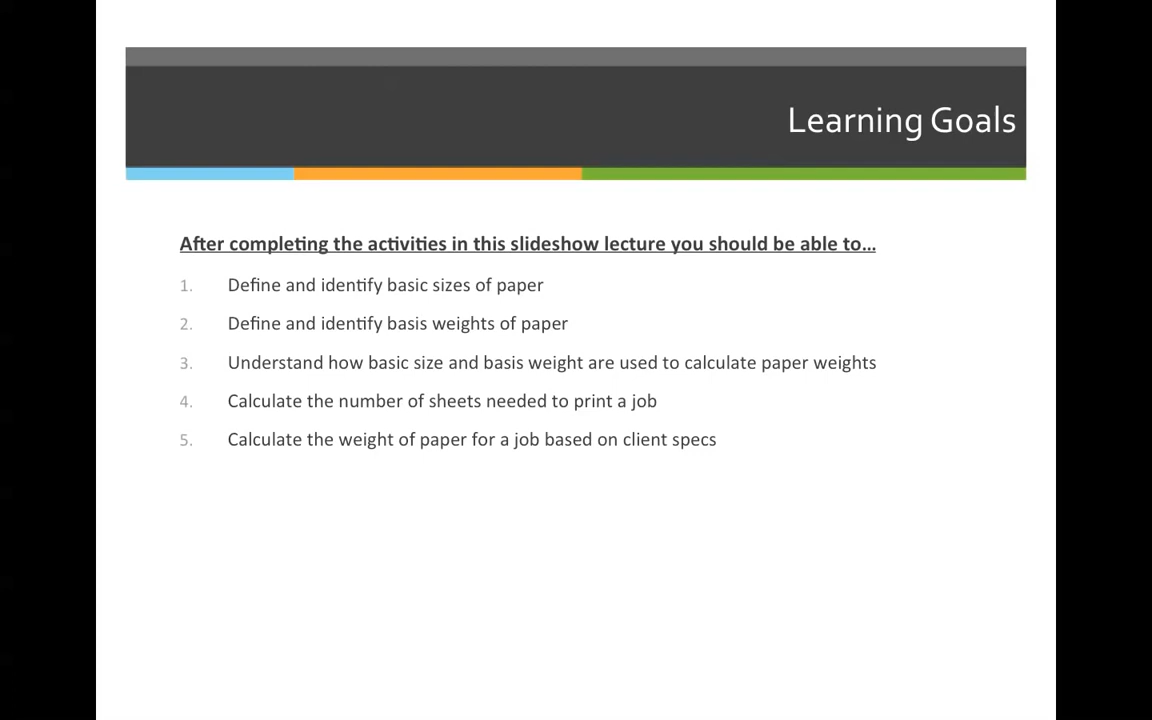 Learning Goals
After completing the activities in this slideshow lecture you should be able to...
1. Define and identify basic sizes of paper
2. Define and identify basis weights of paper
3. Understand how basic size and basis weight are used to calculate paper weights
4. Calculate the number of sheets needed to print a job
5. Calculate the weight of paper for a job based on client specs